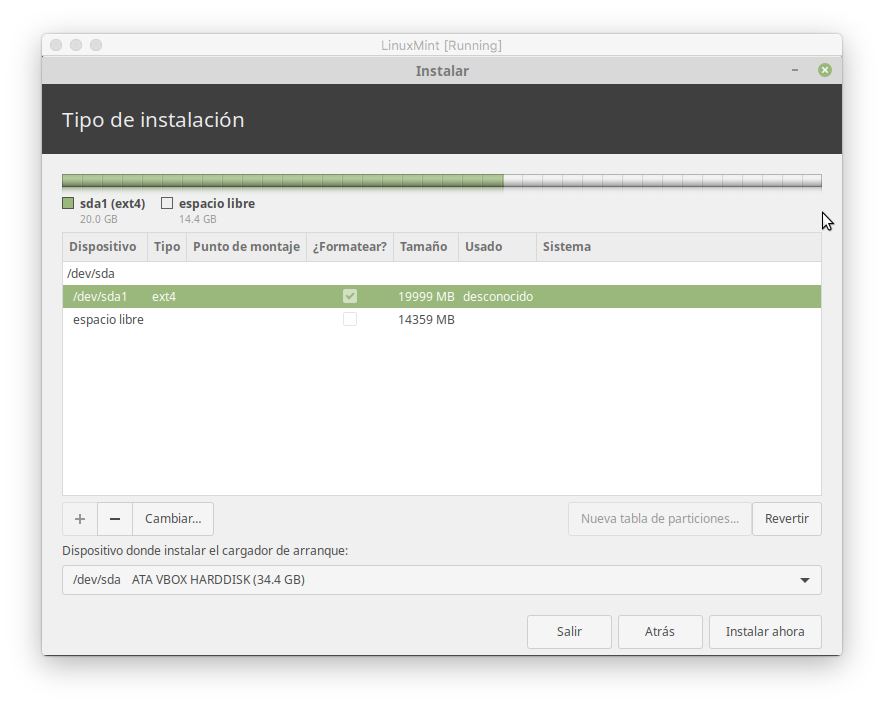 LinuxMint [Running]
Instalar
Tipo de instalación
sda1 (ext4) espacio libre
20.0 GB 14.4 GB
Dispositivo Tipo Punto de montaje ¿Formatear? Tamaño Usado Sistema
/dev/sda
/dev/sda1 ext4 19999 MB desconocido
espacio libre 14359 MB
+ − Cambiar... Nueva tabla de particiones... Revertir
Dispositivo donde instalar el cargador de arranque:
/dev/sda ATA VBOX HARDDISK (34.4 GB)
Salir Atrás Instalar ahora